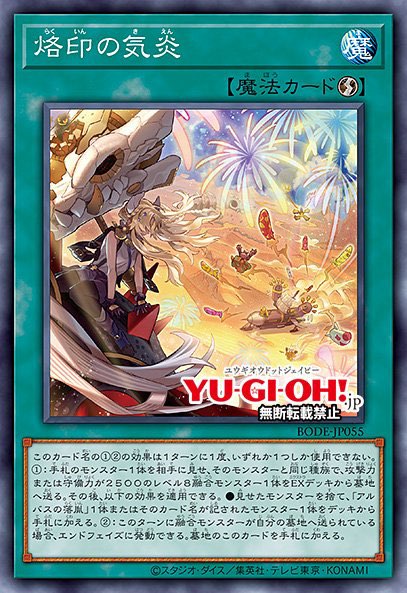 烙印の気炎
らく いん き えん
魔
【魔法カード】
ま ほう
ユウギオウドットジェイピー
YU-GI-OH!.jp
無断転載禁止
BODE-JP055
このカード名の①②の効果は1ターンに1度、いずれか1つしか使用できない。
①：手札のモンスター1体を相手に見せ、そのモンスターと同じ種族で攻撃力
または守備力が2500のレベル8融合モンスター1体をEXデッキから墓地
へ送る。その後、以下の効果を適用できる。●見せたモンスターを捨て、「アル
バスの落胤」1体またはそのカード名が記されたモンスター1体をデッキから
手札に加える。②：このターンに融合モンスターが自分の墓地へ送られている
場合、エンドフェイズに発動できる。墓地のこのカードを手札に加える。
©スタジオ・ダイス／集英社・テレビ東京・KONAMI